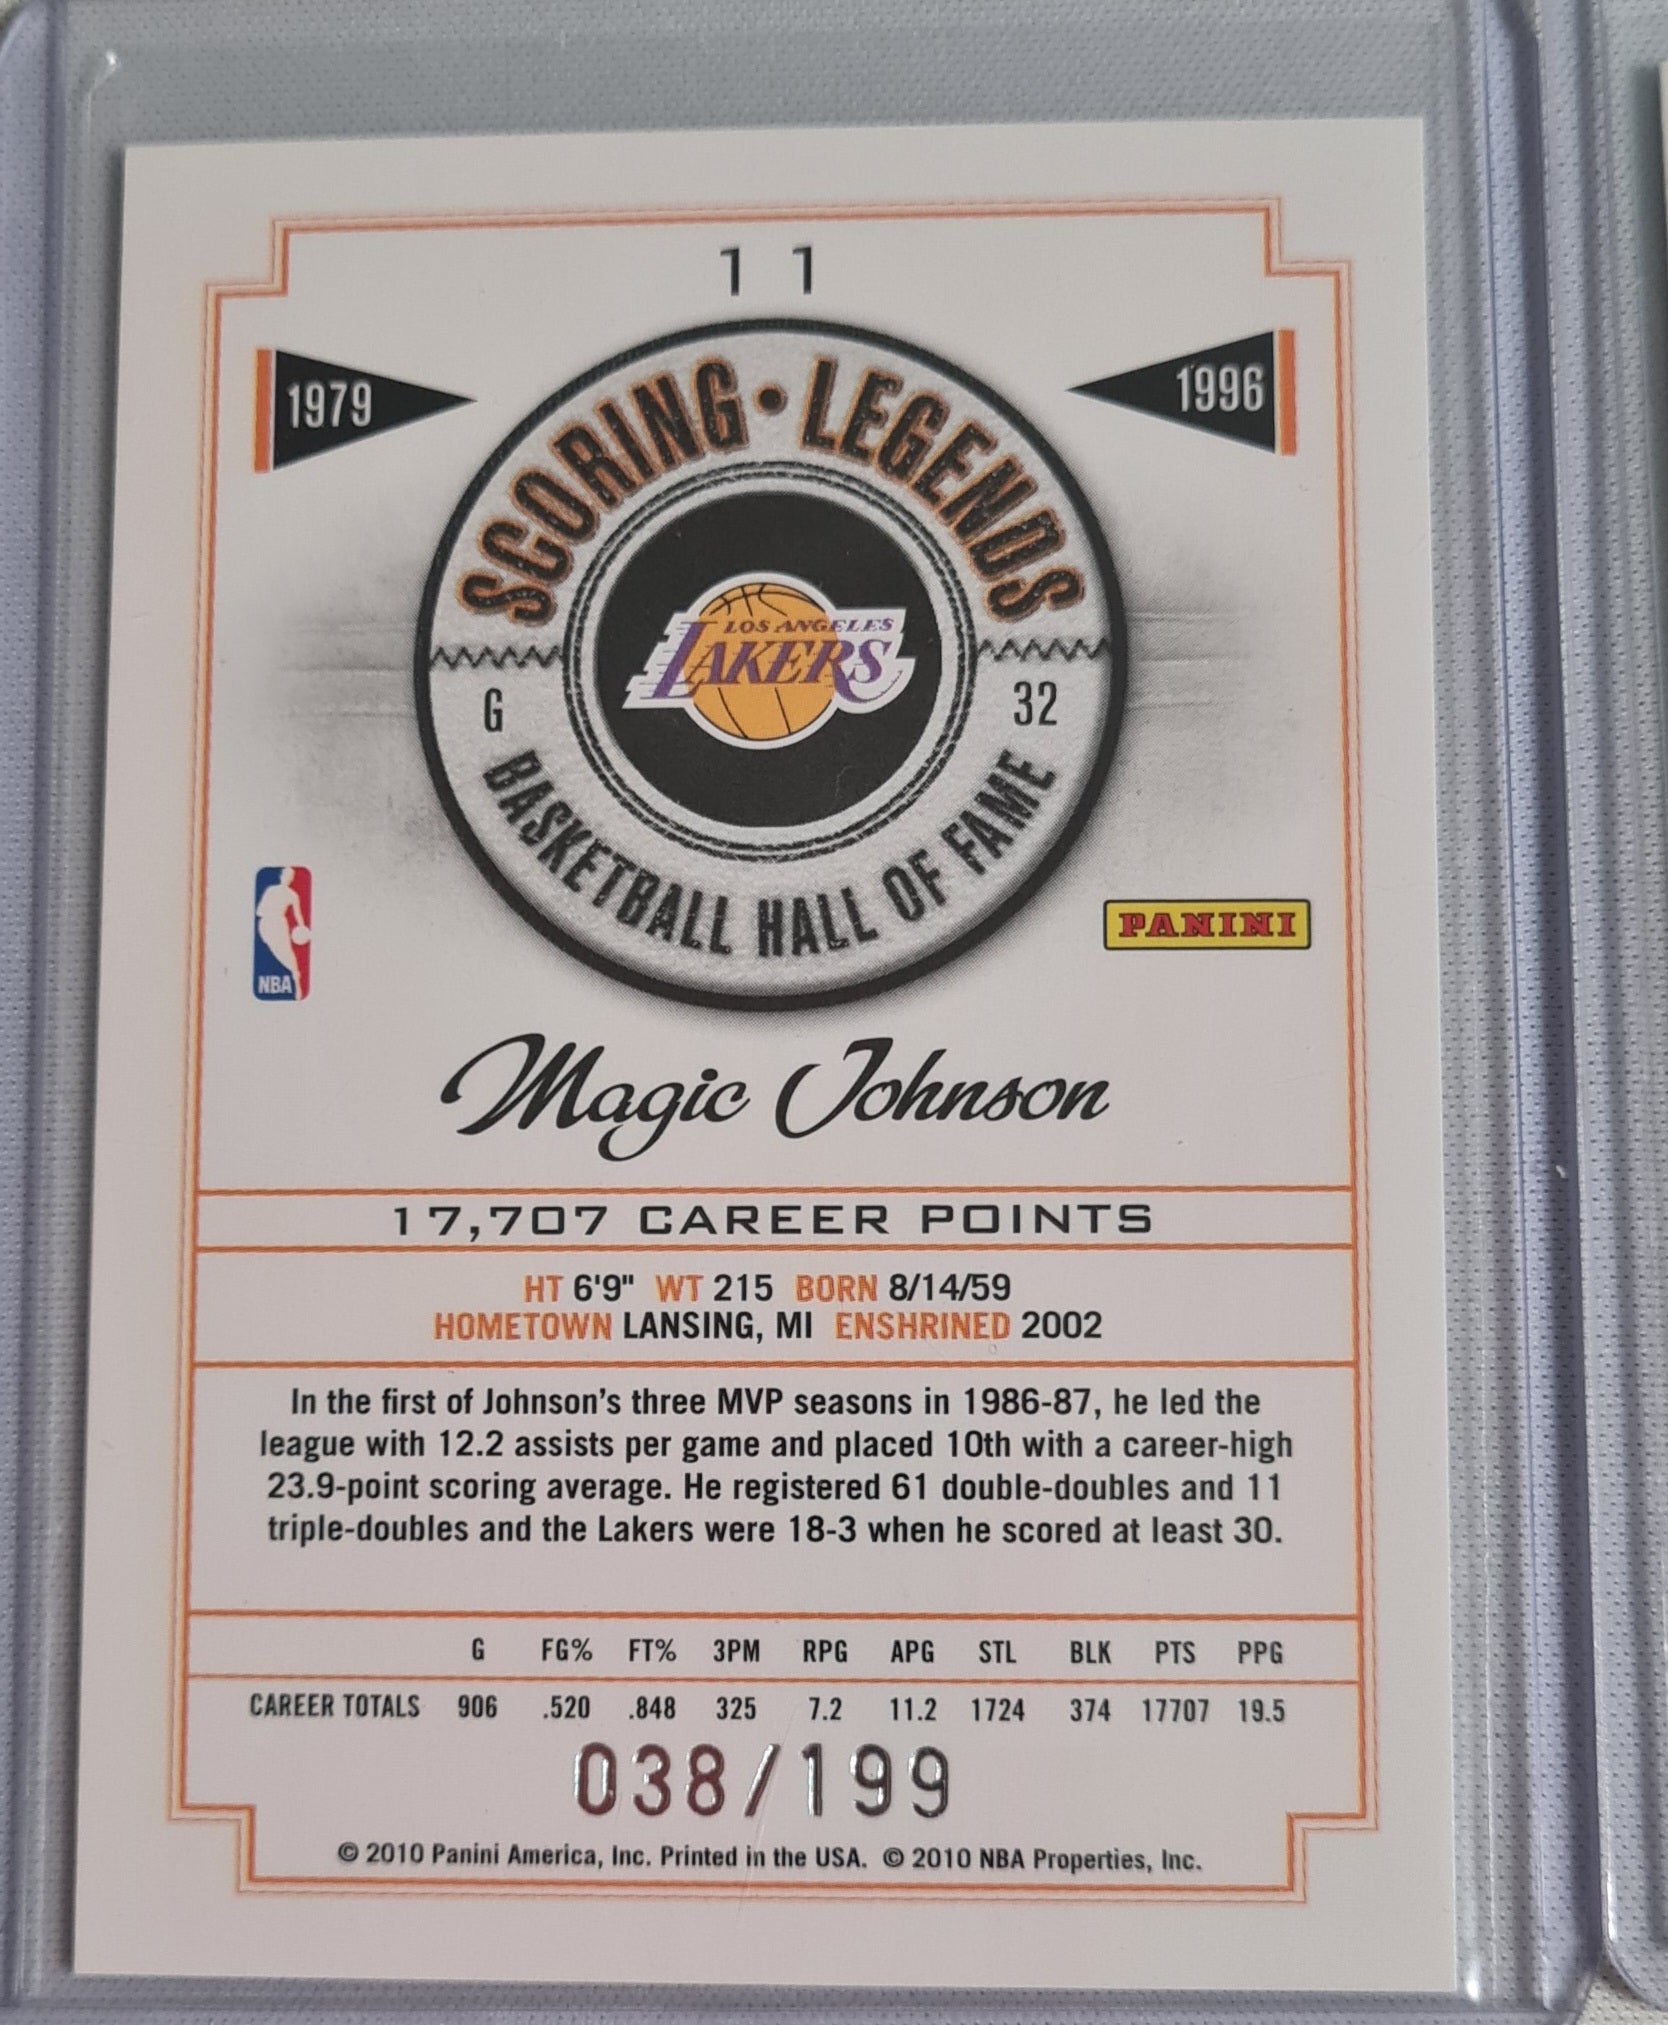 11
1979
1996
SCORING • LEGENDS
LOS ANGELES
LAKERS
G
32
BASKETBALL HALL OF FAME
NBA
PANINI
Magic Johnson
17,707 CAREER POINTS
HT 6'9" WT 215 BORN 8/14/59
HOMETOWN LANSING, MI ENSHRINED 2002
In the first of Johnson's three MVP seasons in 1986-87, he led the
league with 12.2 assists per game and placed 10th with a career-high
23.9-point scoring average. He registered 61 double-doubles and 11
triple-doubles and the Lakers were 18-3 when he scored at least 30.
G FG% FT% 3PM RPG APG STL BLK PTS PPG
CAREER TOTALS 906 .520 .848 325 7.2 11.2 1724 374 17707 19.5
038/199
© 2010 Panini America, Inc. Printed in the USA. © 2010 NBA Properties, Inc.